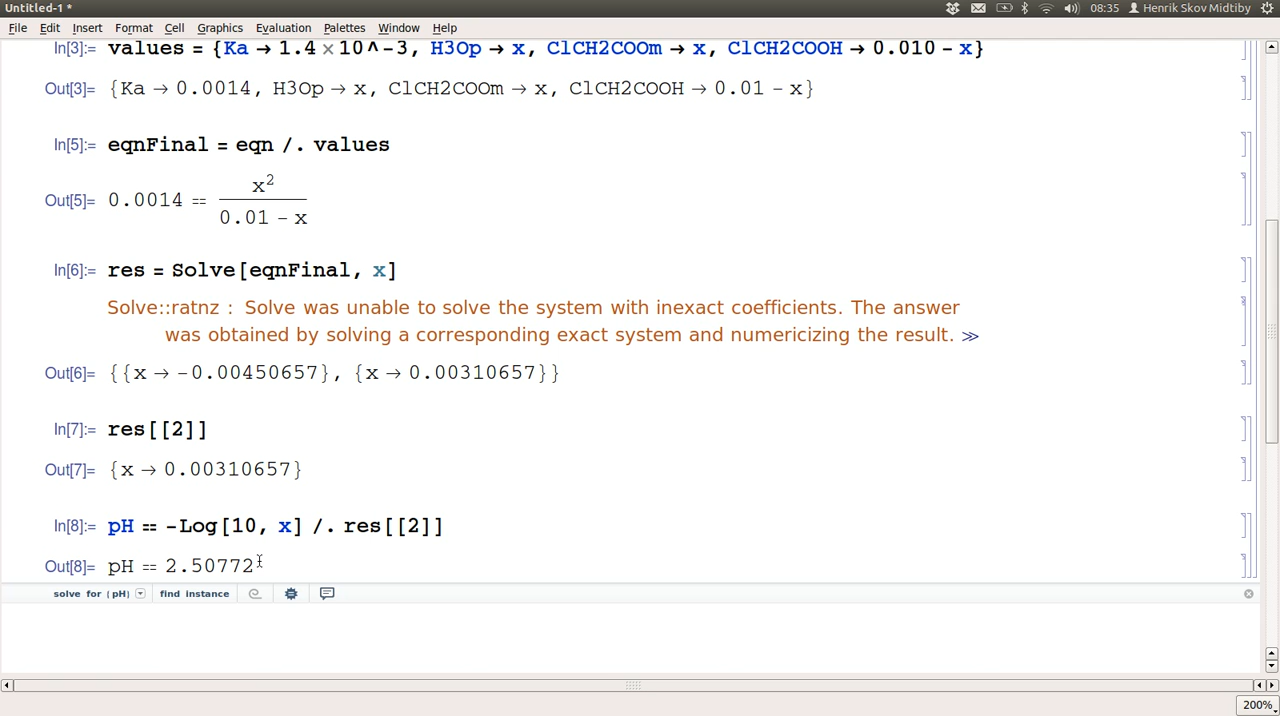 Untitled-1 *
08:35 Henrik Skov Midtiby
File Edit Insert Format Cell Graphics Evaluation Palettes Window Help
In[3]:= values = {Ka → 1.4 × 10^-3, H3Op → x, ClCH2COOm → x, ClCH2COOH → 0.010 - x}
Out[3]= {Ka → 0.0014, H3Op → x, ClCH2COOm → x, ClCH2COOH → 0.01 - x}
In[5]:= eqnFinal = eqn /. values
Out[5]= 0.0014 == x² / (0.01 - x)
In[6]:= res = Solve[eqnFinal, x]
Solve::ratnz : Solve was unable to solve the system with inexact coefficients. The answer
was obtained by solving a corresponding exact system and numericizing the result. ≫
Out[6]= {{x → -0.00450657}, {x → 0.00310657}}
In[7]:= res[[2]]
Out[7]= {x → 0.00310657}
In[8]:= pH == -Log[10, x] /. res[[2]]
Out[8]= pH == 2.50772
solve for {pH} find instance
200%